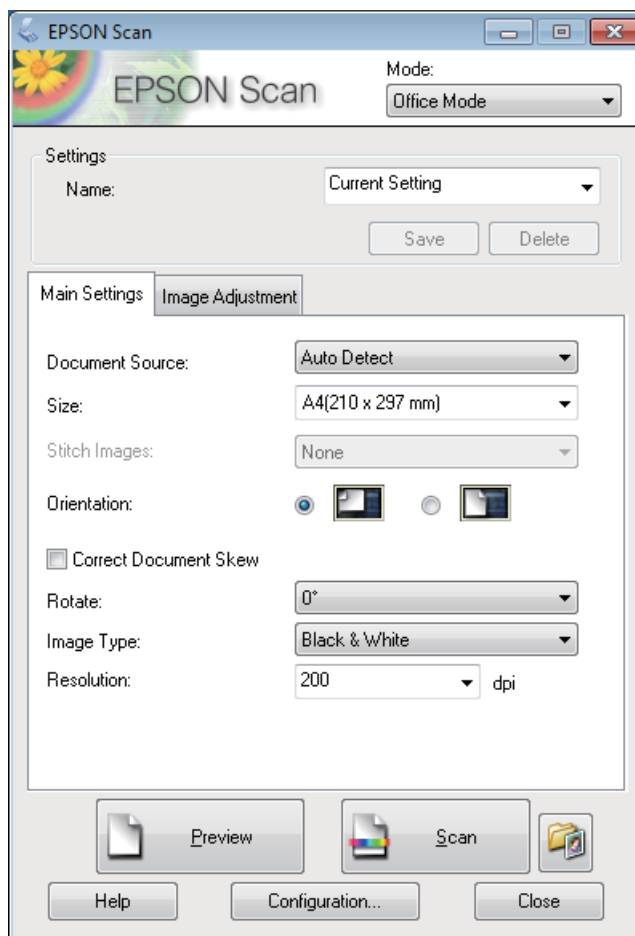 EPSON Scan
EPSON Scan
Mode:
Office Mode
Settings
Name:
Current Setting
Save
Delete
Main Settings
Image Adjustment
Document Source:
Auto Detect
Size:
A4(210 x 297 mm)
Stitch Images:
None
Orientation:
Correct Document Skew
Rotate:
0°
Image Type:
Black & White
Resolution:
200
dpi
Preview
Scan
Help
Configuration...
Close